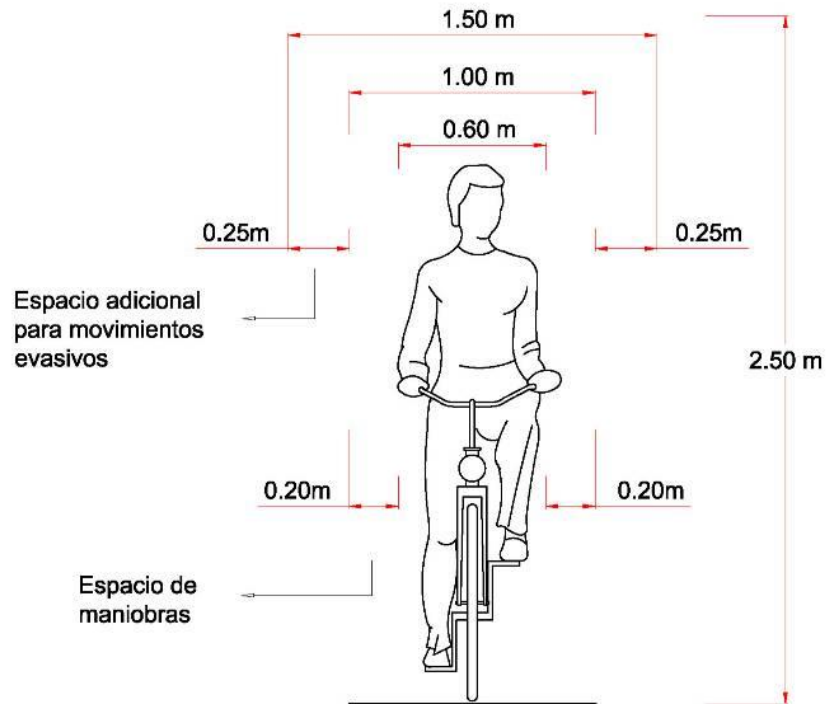 1.50 m
1.00 m
0.60 m
0.25m
0.25m
Espacio adicional
para movimientos
evasivos
2.50 m
0.20m
0.20m
Espacio de
maniobras